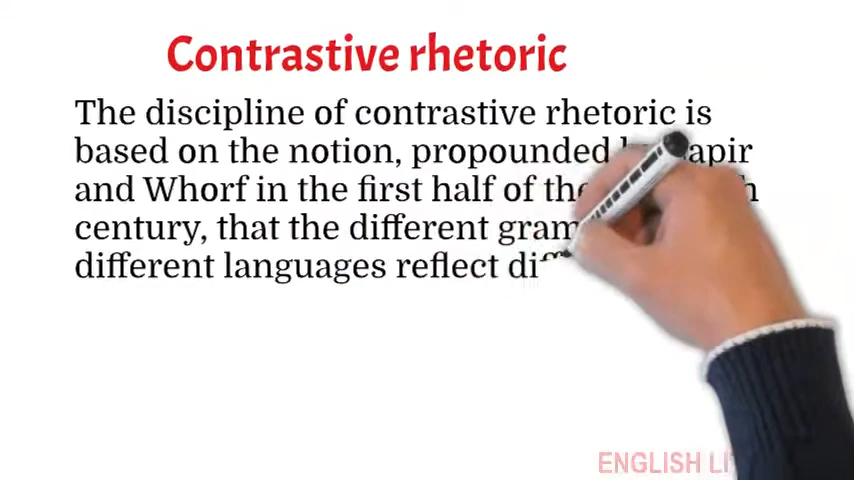 Contrastive rhetoric
The discipline of contrastive rhetoric is
based on the notion, propounded
and Whorf in the first half of the
century, that the different
different languages reflect
ENGLISH